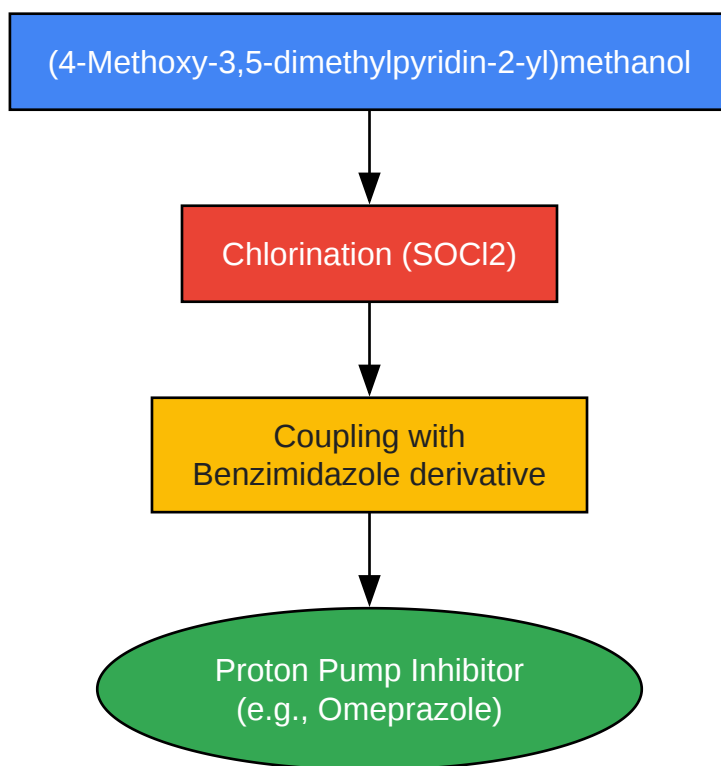 (4-Methoxy-3,5-dimethylpyridin-2-yl)methanol
Chlorination (SOCl2)
Coupling with
Benzimidazole derivative
Proton Pump Inhibitor
(e.g., Omeprazole)